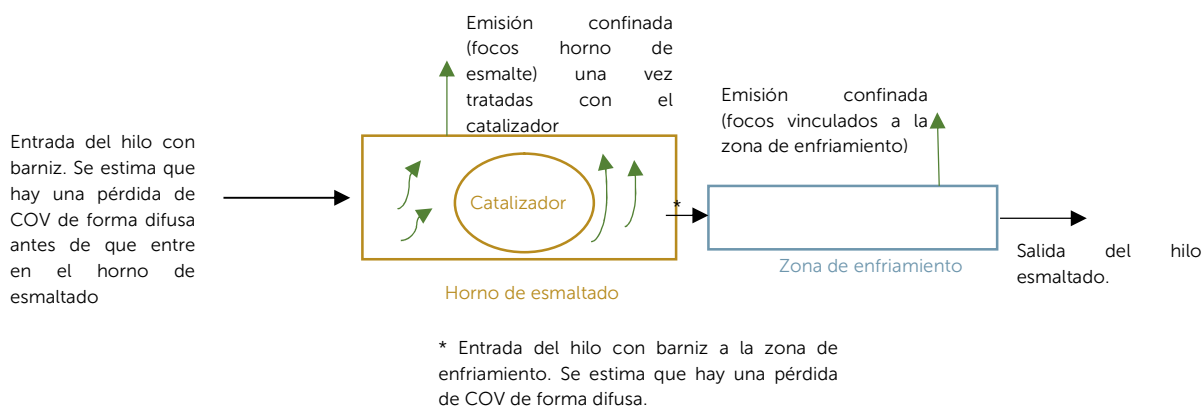 Entrada del hilo con
barniz. Se estima que
hay una pérdida de
COV de forma difusa
antes de que entre
en el horno de
esmaltado
Emisión confinada
(focos horno de
esmalte) una vez
tratadas con el
catalizador
Catalizador
Horno de esmaltado
*
Emisión confinada
(focos vinculados a la
zona de enfriamiento)
Zona de enfriamiento
Salida del hilo
esmaltado.
* Entrada del hilo con barniz a la zona de
enfriamiento. Se estima que hay una pérdida
de COV de forma difusa.